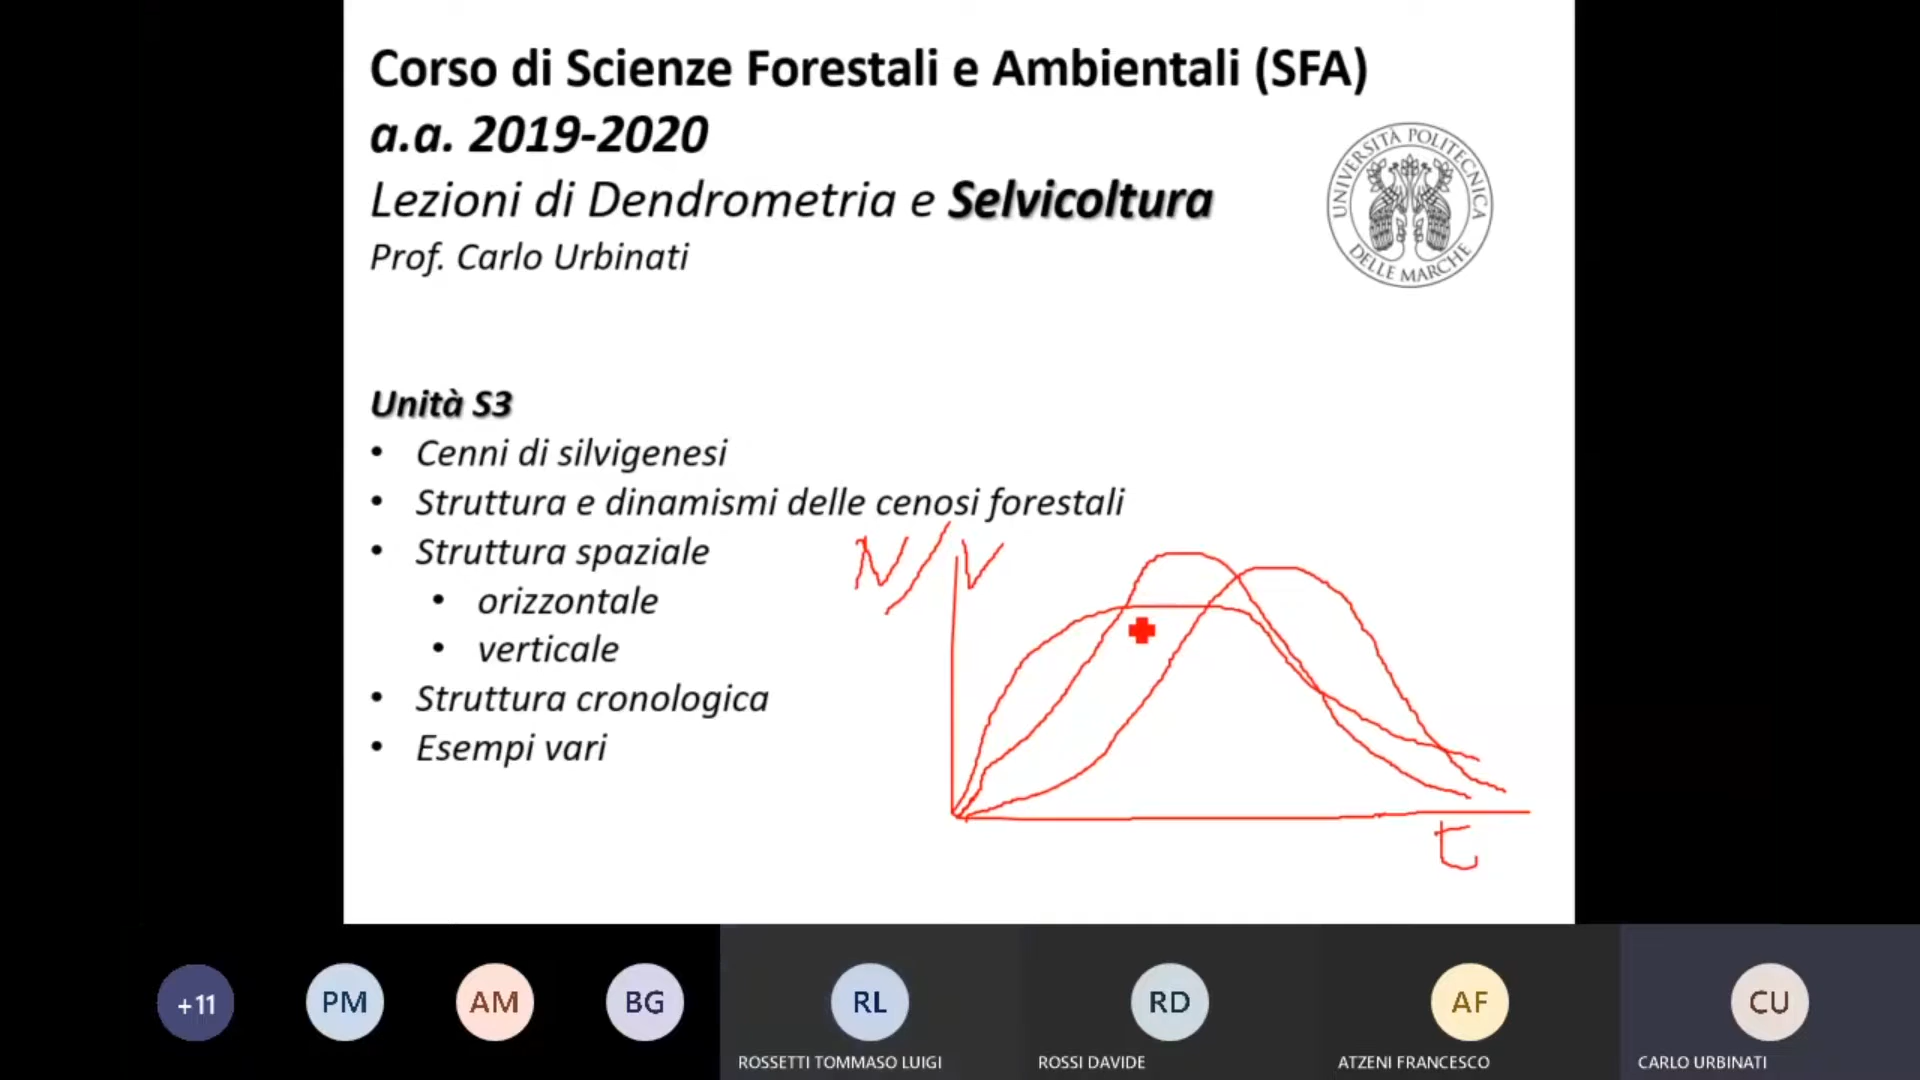 Corso di Scienze Forestali e Ambientali (SFA)
a.a. 2019-2020
Lezioni di Dendrometria e Selvicoltura
Prof. Carlo Urbinati
UNIVERSITÀ POLITECNICA
DELLE MARCHE
Unità S3
• Cenni di silvigenesi
• Struttura e dinamismi delle cenosi forestali
• Struttura spaziale
• orizzontale
• verticale
• Struttura cronologica
• Esempi vari
N/V
t
+11
PM
AM
BG
RL
RD
AF
CU
ROSSETTI TOMMASO LUIGI
ROSSI DAVIDE
ATZENI FRANCESCO
CARLO URBINATI